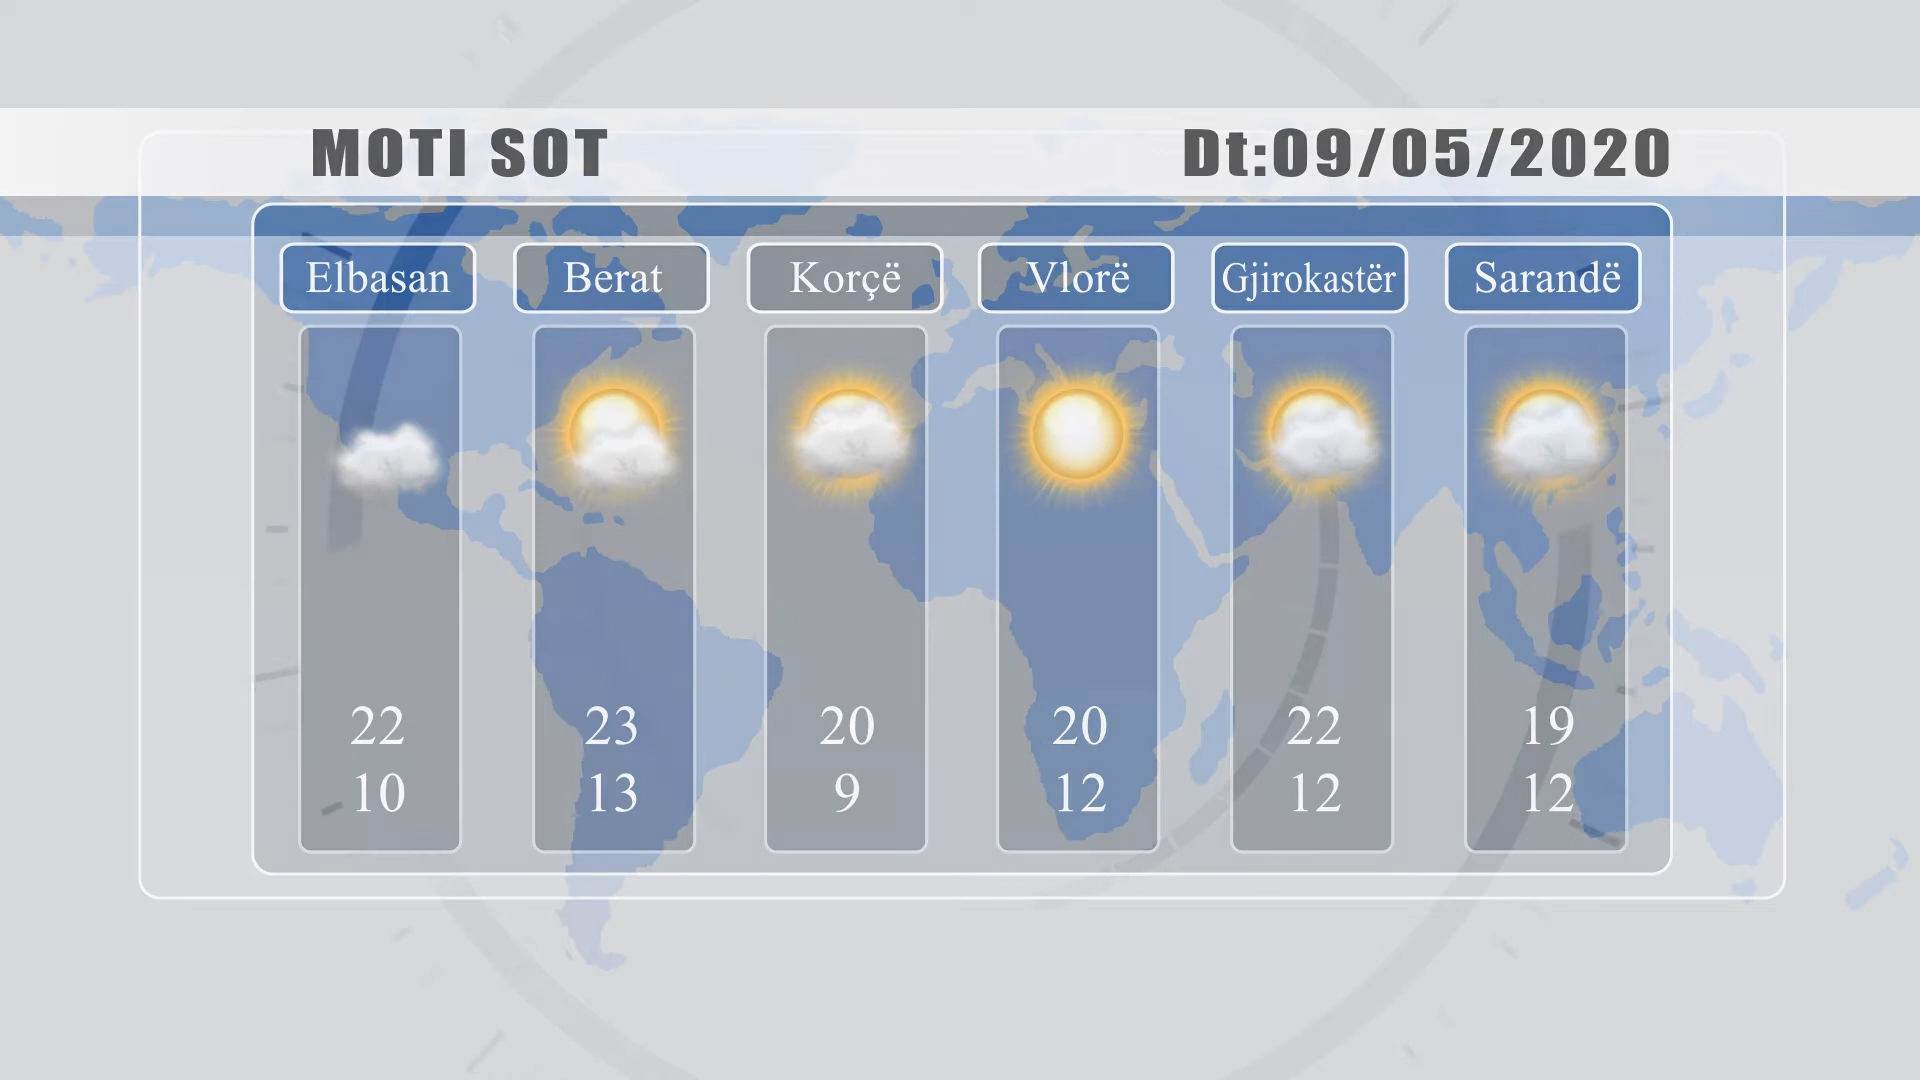 MOTI SOT
Dt:09/05/2020
Elbasan
Berat
Korçë
Vlorë
Gjirokastër
Sarandë
22
23
20
20
22
19
10
13
9
12
12
12